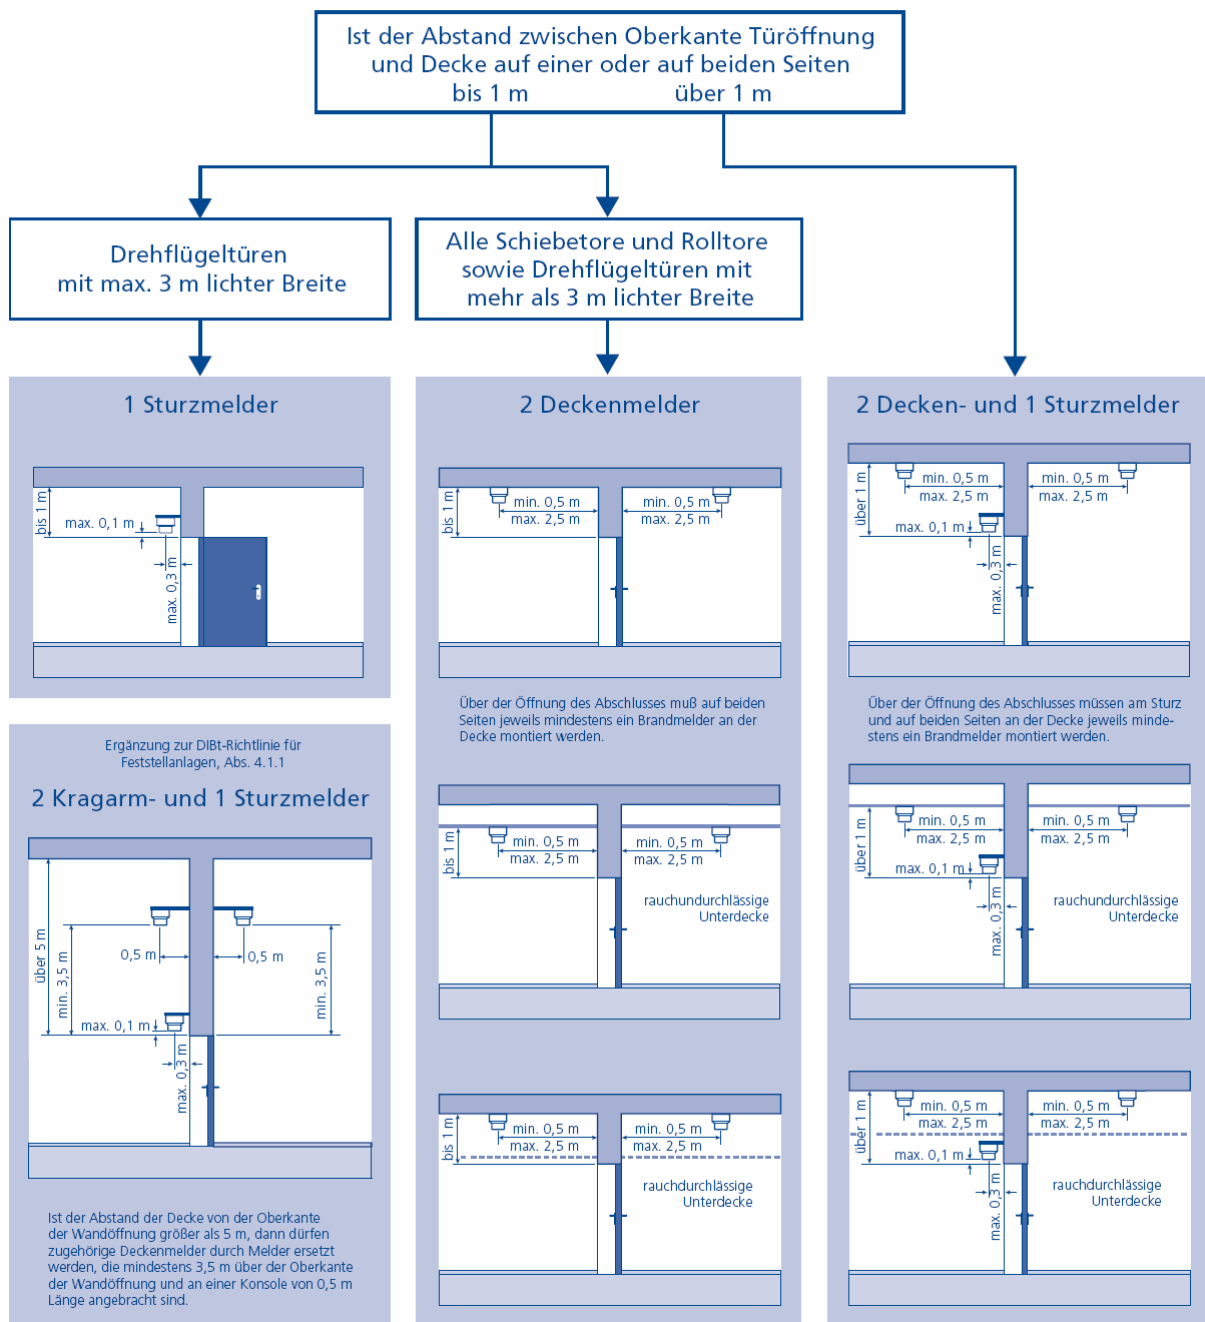 Ist der Abstand zwischen Oberkante Türöffnung
und Decke auf einer oder auf beiden Seiten
bis 1 m über 1 m
Drehflügeltüren
mit max. 3 m lichter Breite
Alle Schiebetore und Rolltore
sowie Drehflügeltüren mit
mehr als 3 m lichter Breite
1 Sturzmelder
bis 1 m
max. 0,1 m
max. 0,3 m
Ergänzung zur DIBt-Richtlinie für
Feststellanlagen, Abs. 4.1.1
2 Kragarm- und 1 Sturzmelder
über 5 m
min. 3,5 m
0,5 m
0,5 m
min. 3,5 m
max. 0,1 m
max. 0,3 m
Ist der Abstand der Decke von der Oberkante
der Wandöffnung größer als 5 m, dann dürfen
zugehörige Deckenmelder durch Melder ersetzt
werden, die mindestens 3,5 m über der Oberkante
der Wandöffnung und an einer Konsole von 0,5 m
Länge angebracht sind.
2 Deckenmelder
bis 1 m
min. 0,5 m
max. 2,5 m
min. 0,5 m
max. 2,5 m
Über der Öffnung des Abschlusses muß auf beiden
Seiten jeweils mindestens ein Brandmelder an der
Decke montiert werden.
bis 1 m
min. 0,5 m
max. 2,5 m
min. 0,5 m
max. 2,5 m
rauchundurchlässige
Unterdecke
bis 1 m
min. 0,5 m
max. 2,5 m
min. 0,5 m
max. 2,5 m
rauchdurchlässige
Unterdecke
2 Decken- und 1 Sturzmelder
über 1 m
min. 0,5 m
max. 2,5 m
min. 0,5 m
max. 2,5 m
max. 0,1 m
max. 0,3 m
Über der Öffnung des Abschlusses müssen am Sturz
und auf beiden Seiten an der Decke jeweils minde-
stens ein Brandmelder montiert werden.
über 1 m
min. 0,5 m
max. 2,5 m
min. 0,5 m
max. 2,5 m
max. 0,1 m
max. 0,3 m
rauchundurchlässige
Unterdecke
über 1 m
min. 0,5 m
max. 2,5 m
min. 0,5 m
max. 2,5 m
max. 0,1 m
max. 0,3 m
rauchdurchlässige
Unterdecke